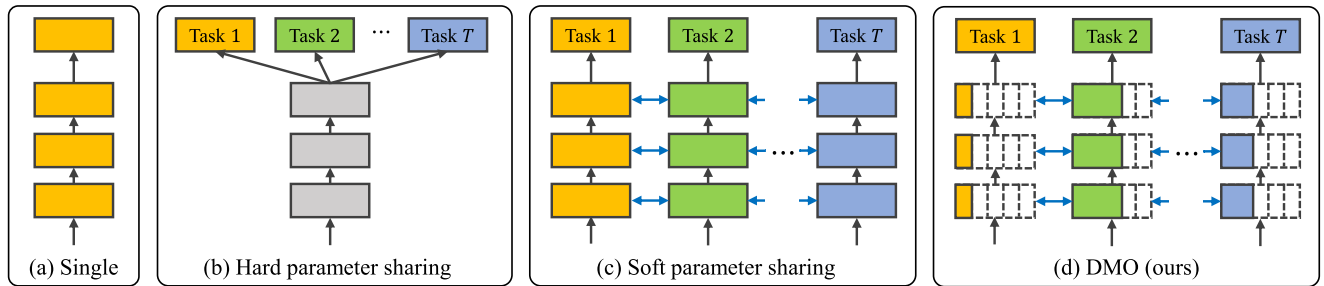 Task 1 Task 2 ... Task T
Task 1 Task 2 Task T
Task 1 Task 2 Task T
...
...
(a) Single
(b) Hard parameter sharing
(c) Soft parameter sharing
(d) DMO (ours)